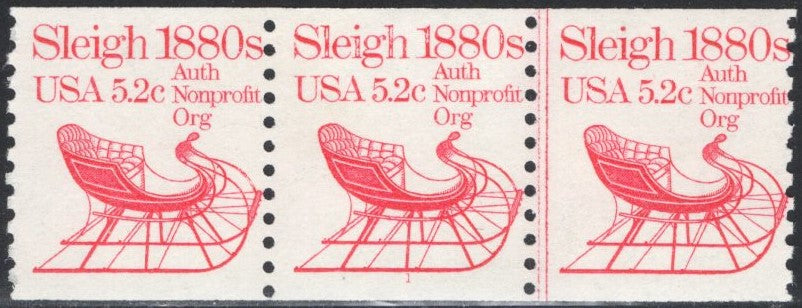 Sleigh 1880s
USA 5.2c Auth
Nonprofit
Org
Sleigh 1880s
USA 5.2c Auth
Nonprofit
Org
1
Sleigh 1880s
USA 5.2c Auth
Nonprofit
Org